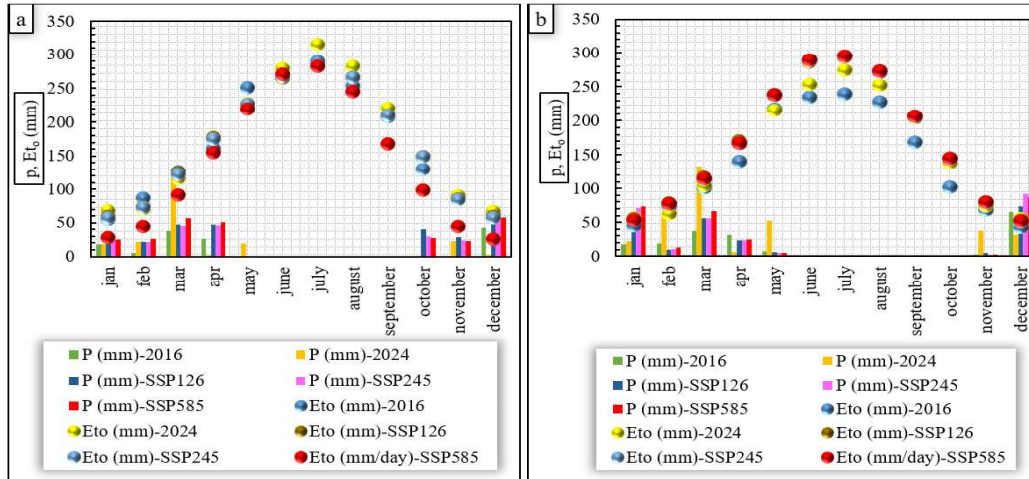 a
350
300
250
200
150
100
50
0
p, Et₀ (mm)
jan
feb
mar
apr
may
june
july
august
september
october
november
december
P (mm)-2016
P (mm)-2024
P (mm)-SSP126
P (mm)-SSP245
P (mm)-SSP585
Eto (mm)-2016
Eto (mm)-2024
Eto (mm)-SSP126
Eto (mm)-SSP245
Eto (mm/day)-SSP585
b
350
300
250
200
150
100
50
0
p, Et₀ (mm)
jan
feb
mar
apr
may
june
july
august
september
october
november
december
P (mm)-2016
P (mm)-2024
P (mm)-SSP126
P (mm)-SSP245
P (mm)-SSP585
Eto (mm)-2016
Eto (mm)-2024
Eto (mm)-SSP126
Eto (mm)-SSP245
Eto (mm/day)-SSP585